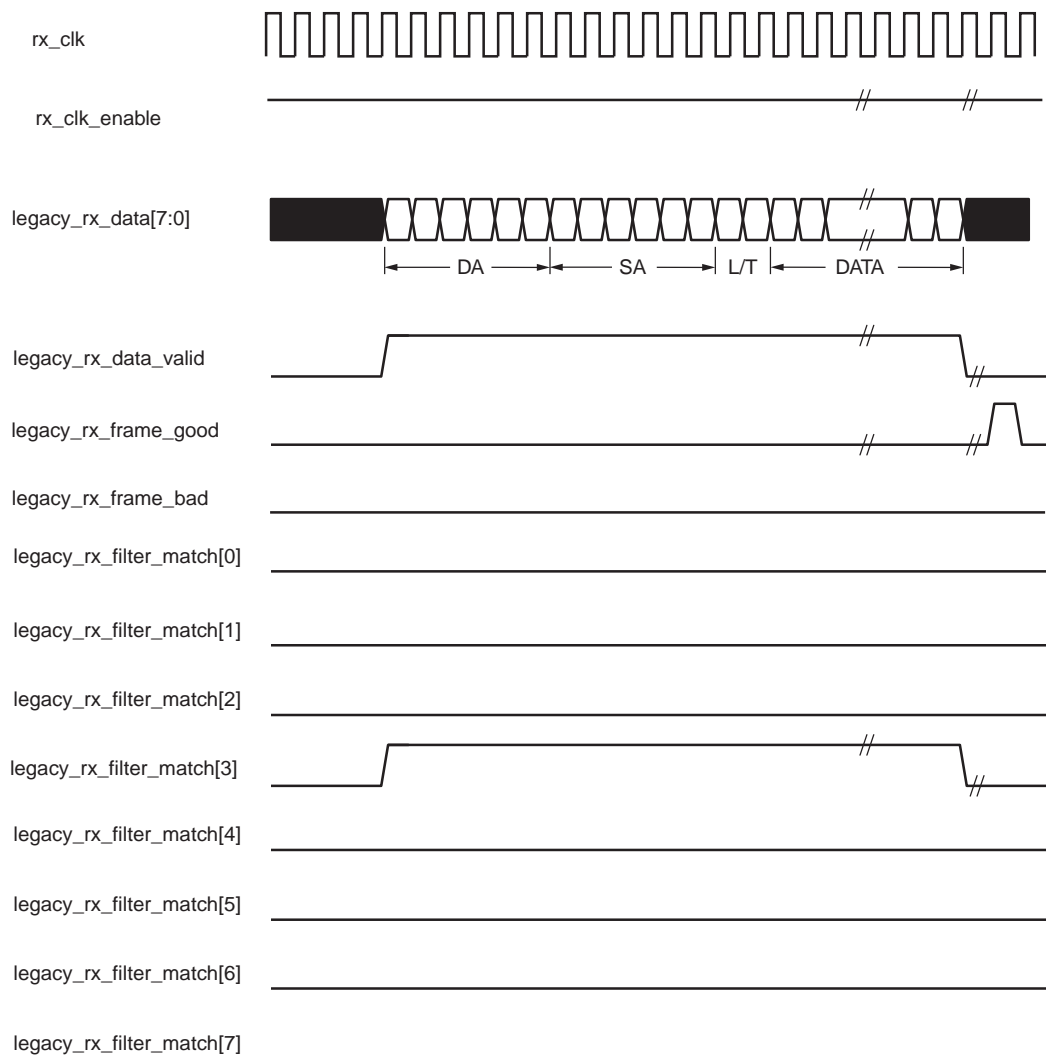 rx_clk
rx_clk_enable
legacy_rx_data[7:0]
DA SA L/T DATA
legacy_rx_data_valid
legacy_rx_frame_good
legacy_rx_frame_bad
legacy_rx_filter_match[0]
legacy_rx_filter_match[1]
legacy_rx_filter_match[2]
legacy_rx_filter_match[3]
legacy_rx_filter_match[4]
legacy_rx_filter_match[5]
legacy_rx_filter_match[6]
legacy_rx_filter_match[7]